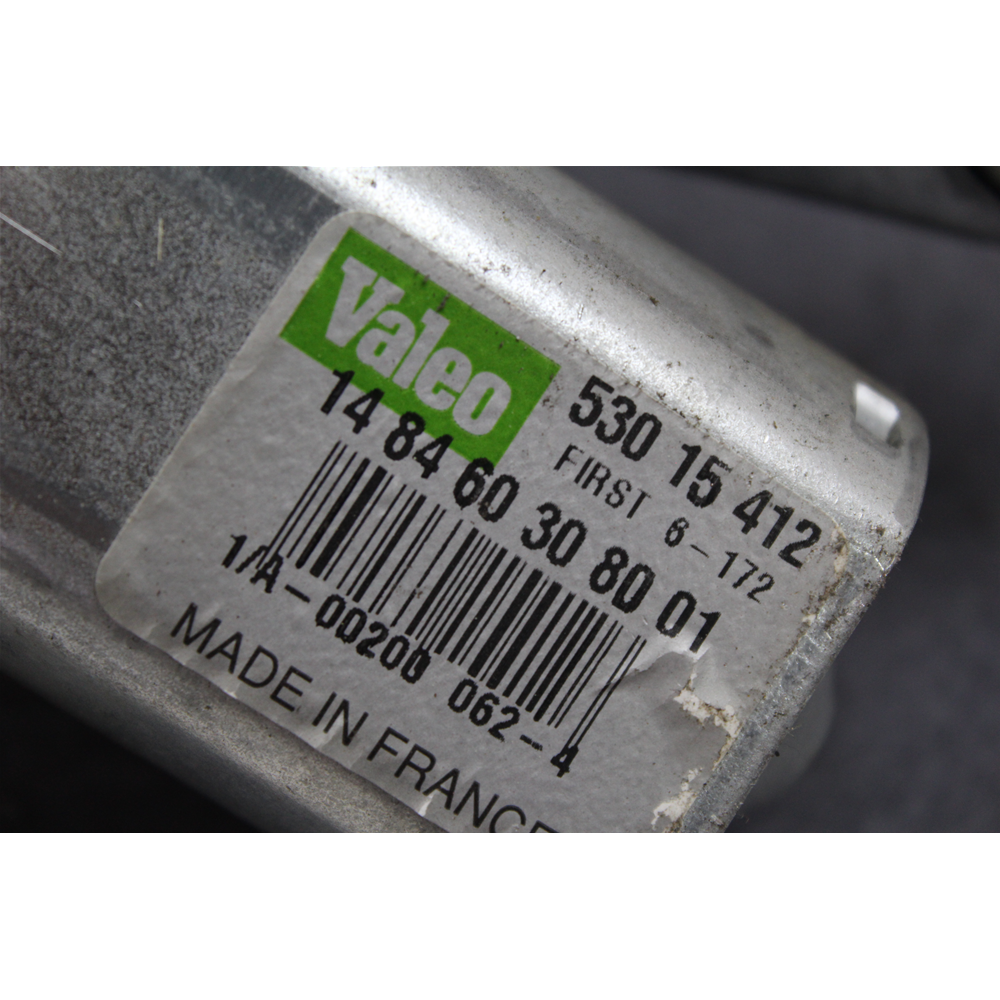 Valeo
530 15 412
FIRST 6-172
14 84 60 30 80 01
1/A-00200 062-4
MADE IN FRANCE